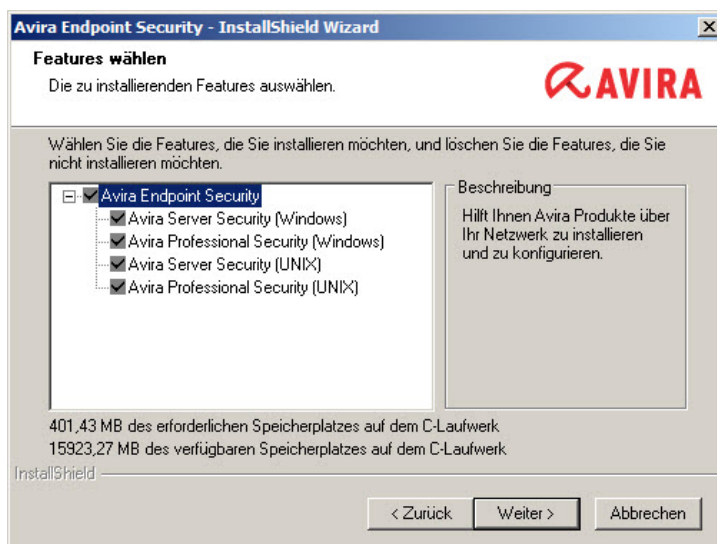 Avira Endpoint Security - InstallShield Wizard
Features wählen
Die zu installierenden Features auswählen.
AVIRA
Wählen Sie die Features, die Sie installieren möchten, und löschen Sie die Features, die Sie
nicht installieren möchten.
Avira Endpoint Security
Avira Server Security (Windows)
Avira Professional Security (Windows)
Avira Server Security (UNIX)
Avira Professional Security (UNIX)
Beschreibung
Hilft Ihnen Avira Produkte über
Ihr Netzwerk zu installieren
und zu konfigurieren.
401,43 MB des erforderlichen Speicherplatzes auf dem C-Laufwerk
15923,27 MB des verfügbaren Speicherplatzes auf dem C-Laufwerk
InstallShield
< Zurück
Weiter >
Abbrechen